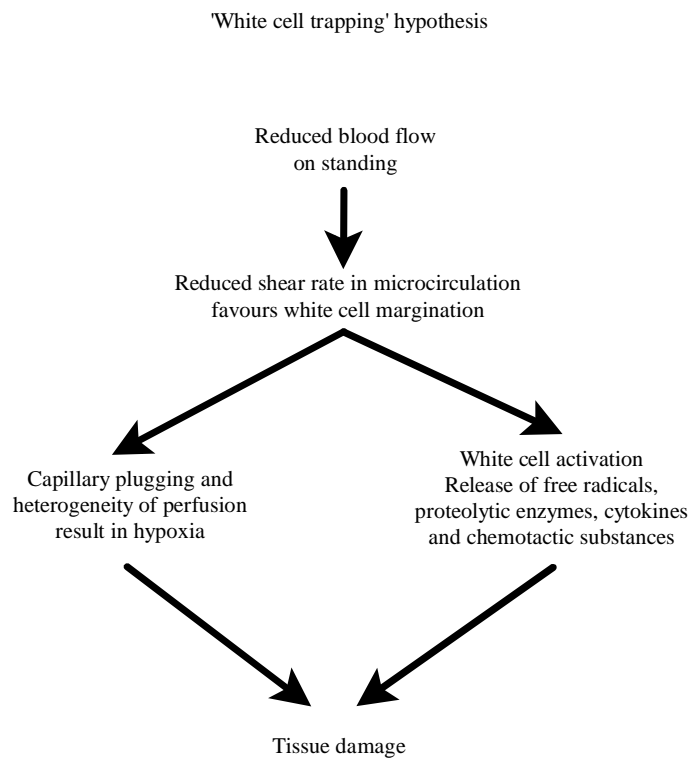 'White cell trapping' hypothesis
Reduced blood flow
on standing
Reduced shear rate in microcirculation
favours white cell margination
Capillary plugging and
heterogeneity of perfusion
result in hypoxia
White cell activation
Release of free radicals,
proteolytic enzymes, cytokines
and chemotactic substances
Tissue damage